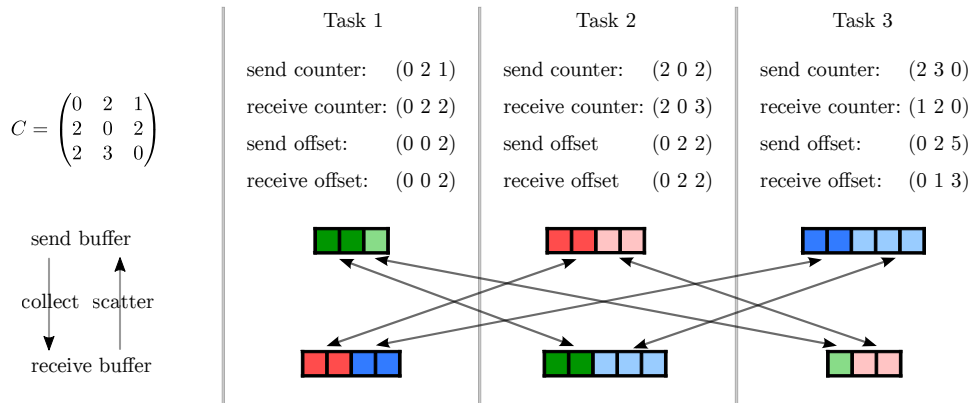 Task 1
Task 2
Task 3
send counter: (0 2 1)
receive counter: (0 2 2)
send offset: (0 0 2)
receive offset: (0 0 2)
send counter: (2 0 2)
receive counter: (2 0 3)
send offset (0 2 2)
receive offset (0 2 2)
send counter: (2 3 0)
receive counter: (1 2 0)
send offset: (0 2 5)
receive offset: (0 1 3)
0 2 1
C = 2 0 2
2 3 0
send buffer
collect scatter
receive buffer